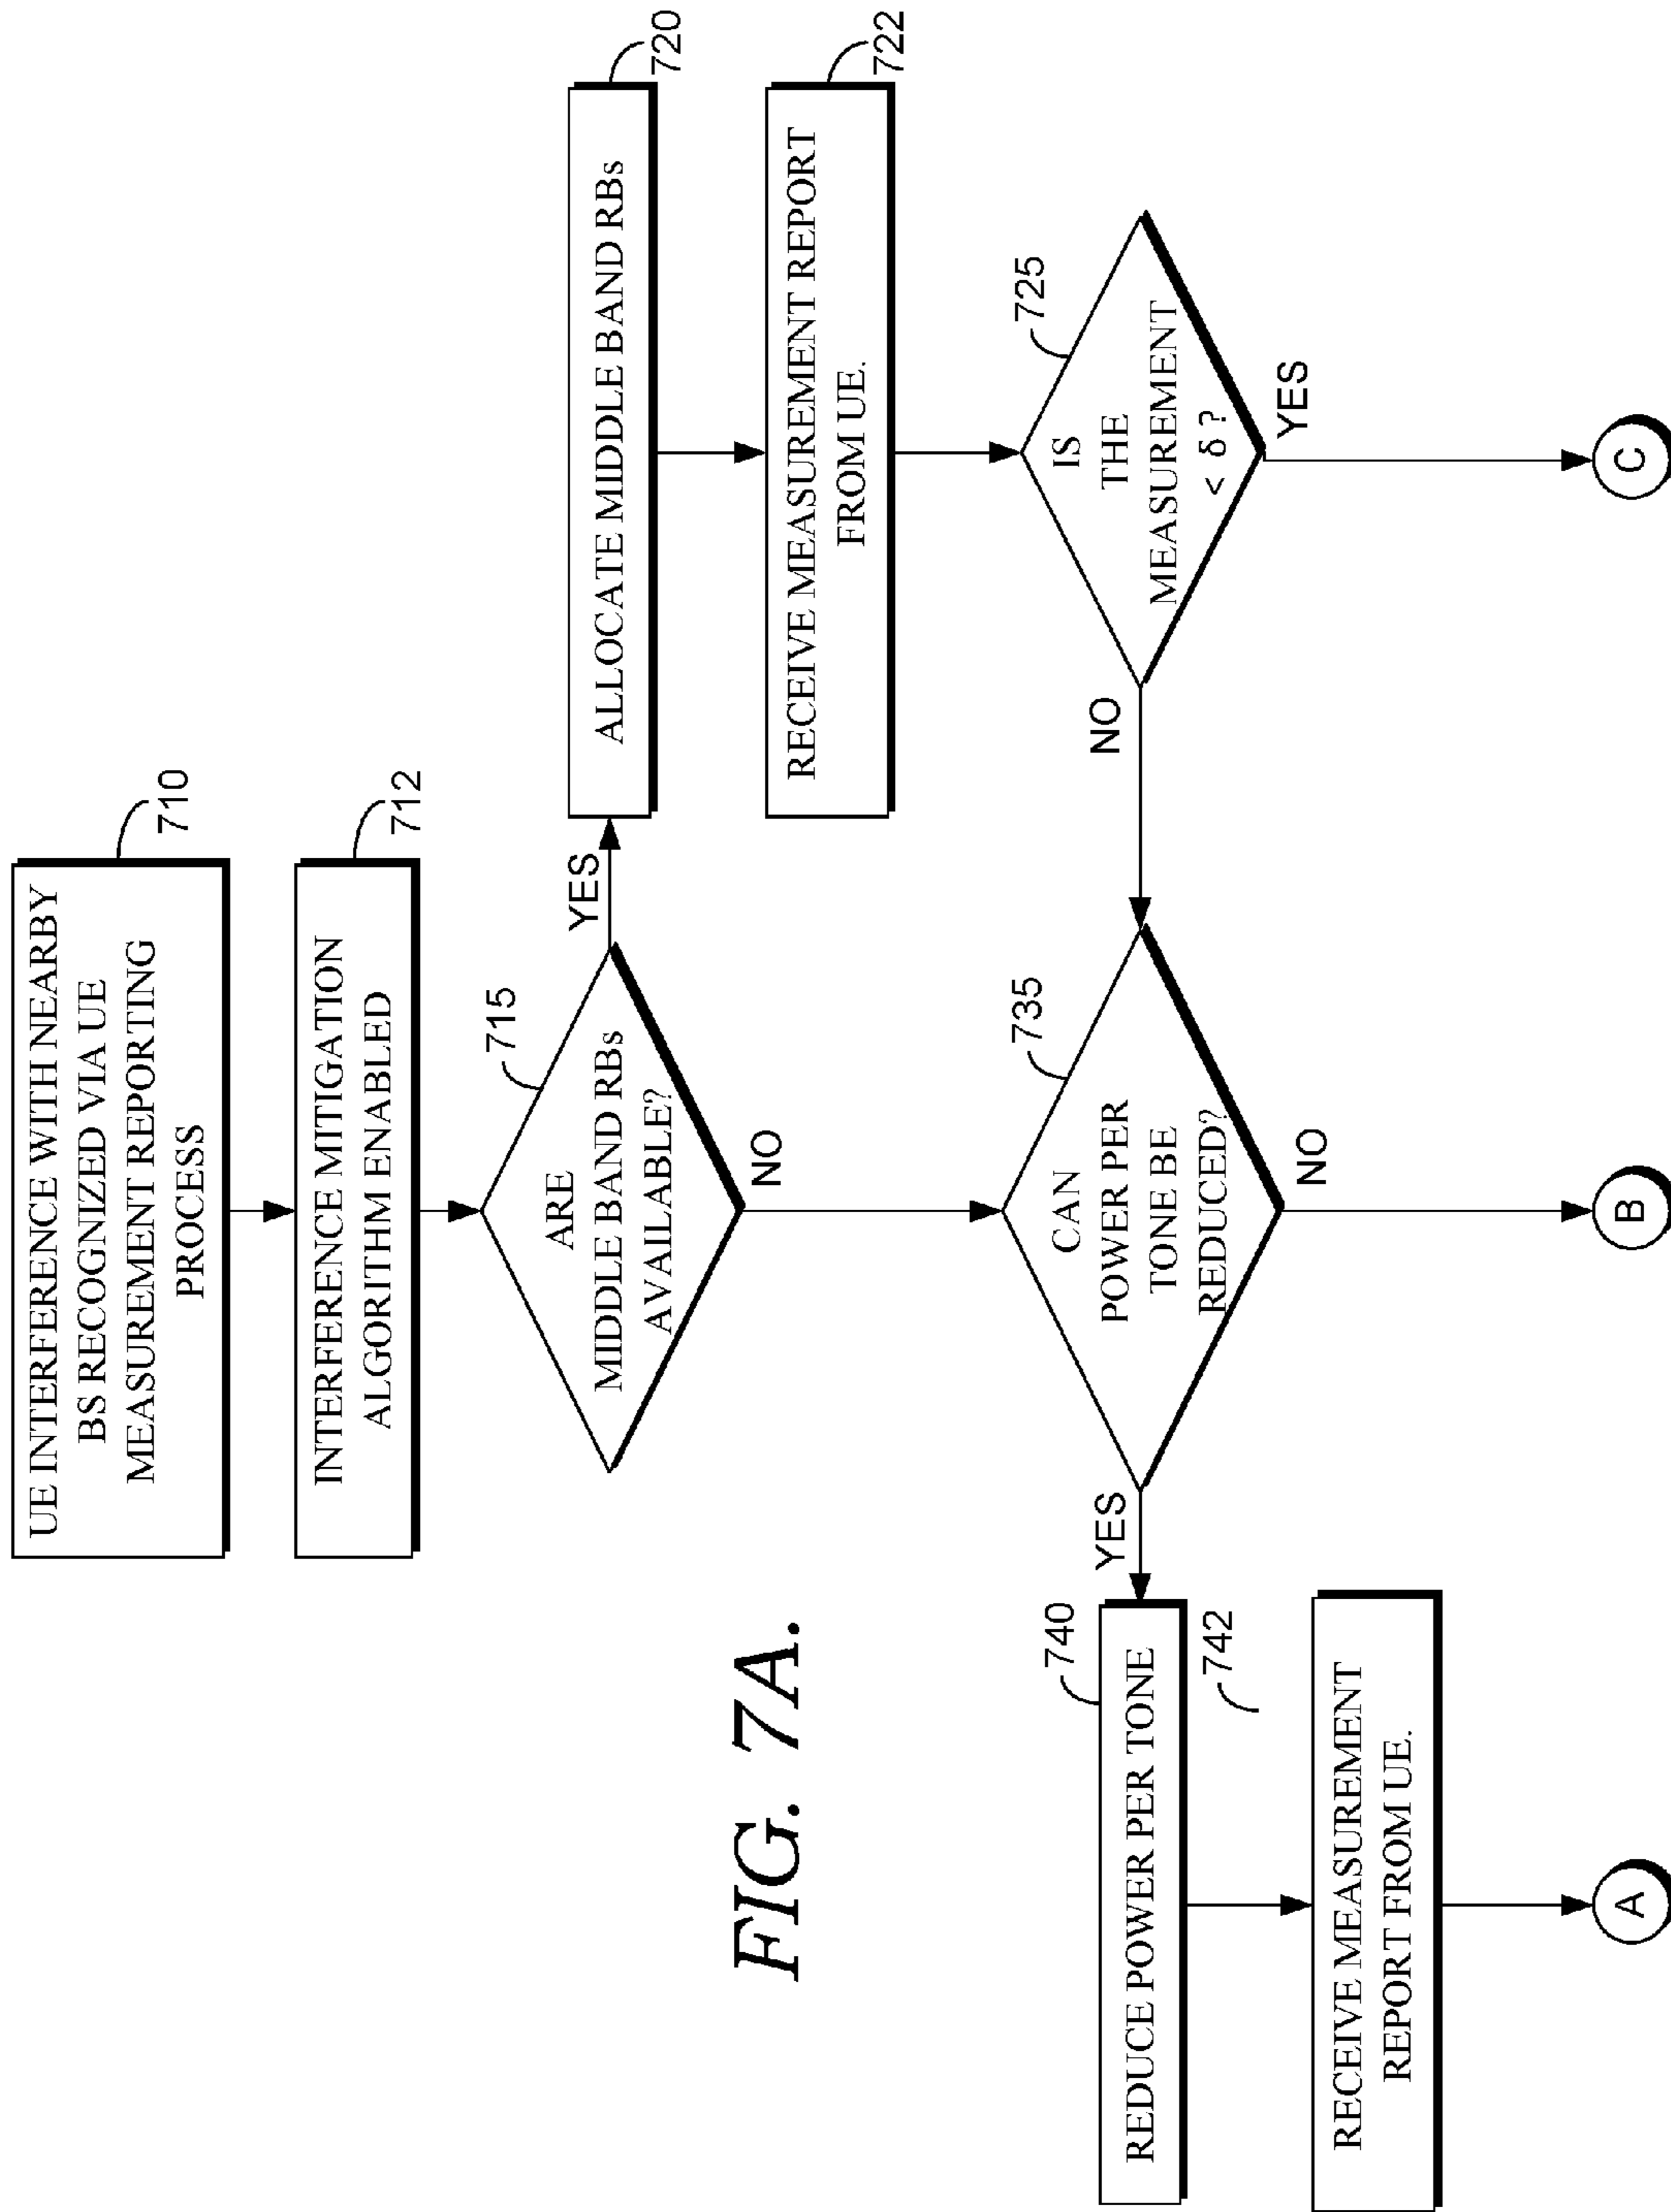 UE INTERFERENCE WITH NEARBY
BS RECOGNIZED VIA UE
MEASUREMENT REPORTING
PROCESS
710
INTERFERENCE MITIGATION
ALGORITHM ENABLED
712
ARE
MIDDLE BAND RBs
AVAILABLE?
715
YES
NO
ALLOCATE MIDDLE BAND RBs
720
RECEIVE MEASUREMENT REPORT
FROM UE.
722
IS
THE
MEASUREMENT
< δ ?
725
NO
YES
CAN
POWER PER
TONE BE
REDUCED?
735
YES
NO
REDUCE POWER PER TONE
740
RECEIVE MEASUREMENT
REPORT FROM UE.
742
A
B
C
FIG. 7A.